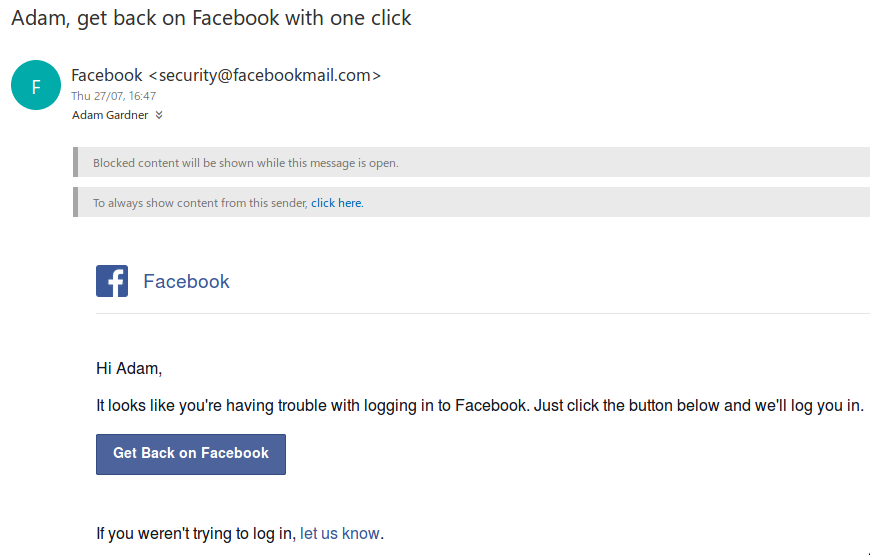 Adam, get back on Facebook with one click
F
Facebook <security@facebookmail.com>
Thu 27/07, 16:47
Adam Gardner
Blocked content will be shown while this message is open.
To always show content from this sender, click here.
Facebook
Hi Adam,
It looks like you're having trouble with logging in to Facebook. Just click the button below and we'll log you in.
Get Back on Facebook
If you weren't trying to log in, let us know.